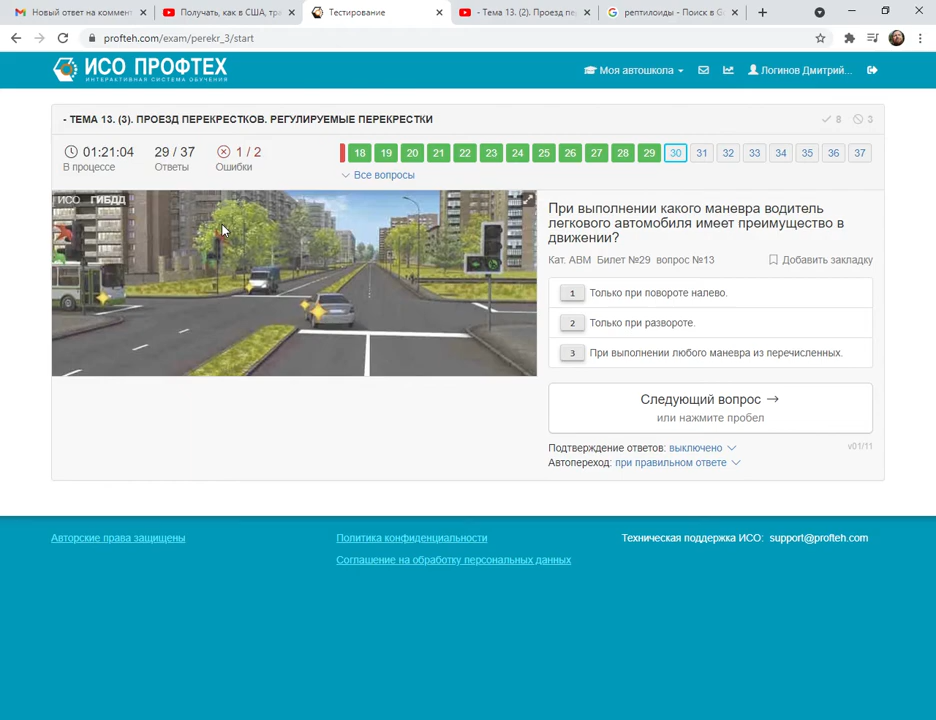 Новый ответ на коммент
Получать, как в США, тра
Тестирование
- Тема 13. (2). Проезд пе
рептилоиды - Поиск в G
profteh.com/exam/perekr_3/start
ИСО ПРОФТЕХ
ИНТЕРАКТИВНАЯ СИСТЕМА ОБУЧЕНИЯ
Моя автошкола
Логинов Дмитрий...
- ТЕМА 13. (3). ПРОЕЗД ПЕРЕКРЕСТКОВ. РЕГУЛИРУЕМЫЕ ПЕРЕКРЕСТКИ
8
3
01:21:04
В процессе
29 / 37
Ответы
1 / 2
Ошибки
18 19 20 21 22 23 24 25 26 27 28 29 30 31 32 33 34 35 36 37
Все вопросы
ИСО ГИБДД
При выполнении какого маневра водитель
легкового автомобиля имеет преимущество в
движении?
Кат. ABM Билет №29 вопрос №13
Добавить закладку
1 Только при повороте налево.
2 Только при развороте.
3 При выполнении любого маневра из перечисленных.
Следующий вопрос →
или нажмите пробел
Подтверждение ответов: выключено
v01/11
Автопереход: при правильном ответе
Авторские права защищены
Политика конфиденциальности
Соглашение на обработку персональных данных
Техническая поддержка ИСО: support@profteh.com